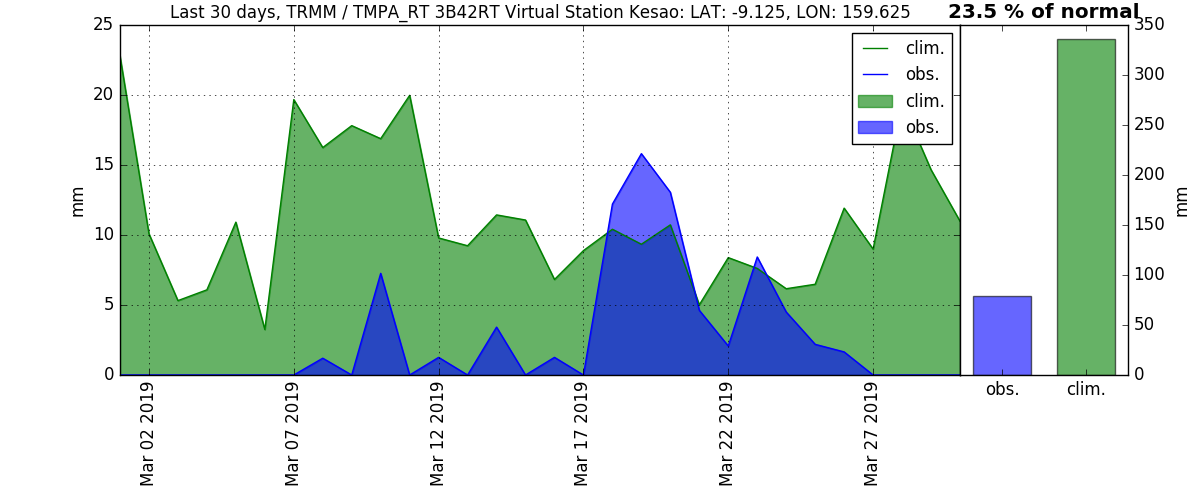 Last 30 days, TRMM / TMPA_RT 3B42RT Virtual Station Kesao: LAT: -9.125, LON: 159.625
23.5 % of normal
25
20
15
10
5
0
mm
clim.
obs.
clim.
obs.
350
300
250
200
150
100
50
0
mm
obs.
clim.
Mar 02 2019
Mar 07 2019
Mar 12 2019
Mar 17 2019
Mar 22 2019
Mar 27 2019